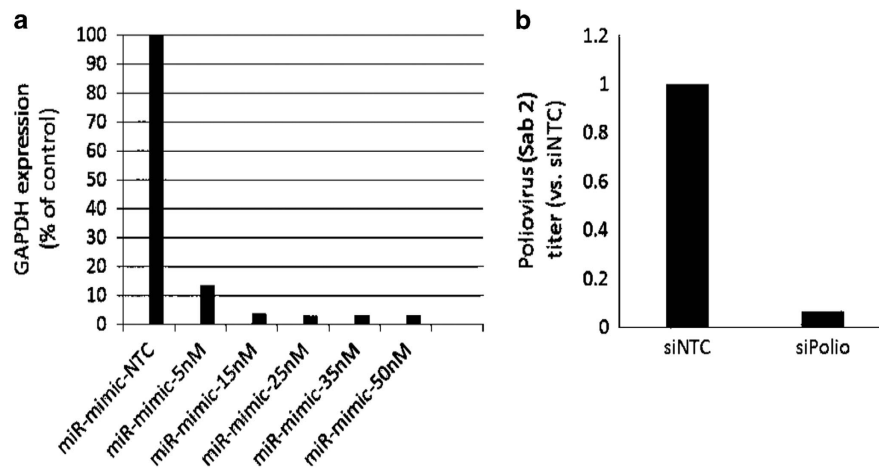 a
GAPDH expression
(% of control)
100
90
80
70
60
50
40
30
20
10
0
miR-mimic-NTC
miR-mimic-5nM
miR-mimic-15nM
miR-mimic-25nM
miR-mimic-35nM
miR-mimic-50nM
b
Poliovirus (Sab 2)
titer (vs. siNTC)
1.2
1
0.8
0.6
0.4
0.2
0
siNTC
siPolio